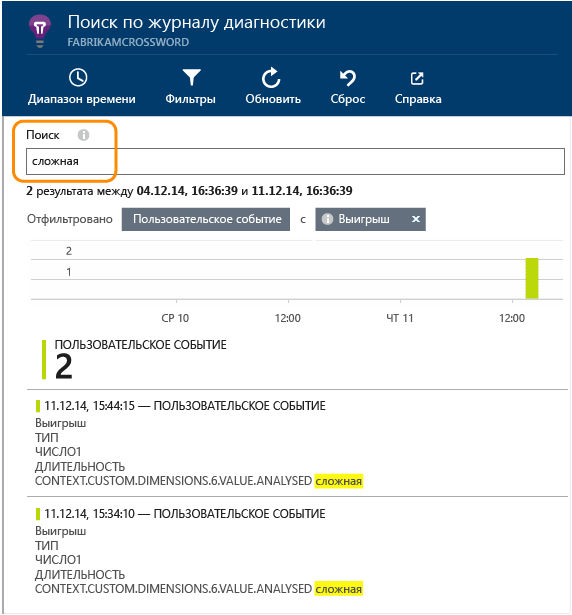 Поиск по журналу диагностики
FABRIKAMCROSSWORD
Диапазон времени Фильтры Обновить Сброс Справка
Поиск
сложная
2 результата между 04.12.14, 16:36:39 и 11.12.14, 16:36:39
Отфильтровано Пользовательское событие с Выигрыш ×
2
1
СР 10 12:00 ЧТ 11 12:00
ПОЛЬЗОВАТЕЛЬСКОЕ СОБЫТИЕ
2
11.12.14, 15:44:15 — ПОЛЬЗОВАТЕЛЬСКОЕ СОБЫТИЕ
Выигрыш
ТИП
ЧИСЛО1
ДЛИТЕЛЬНОСТЬ
CONTEXT.CUSTOM.DIMENSIONS.6.VALUE.ANALYSED сложная
11.12.14, 15:34:10 — ПОЛЬЗОВАТЕЛЬСКОЕ СОБЫТИЕ
Выигрыш
ТИП
ЧИСЛО1
ДЛИТЕЛЬНОСТЬ
CONTEXT.CUSTOM.DIMENSIONS.6.VALUE.ANALYSED сложная